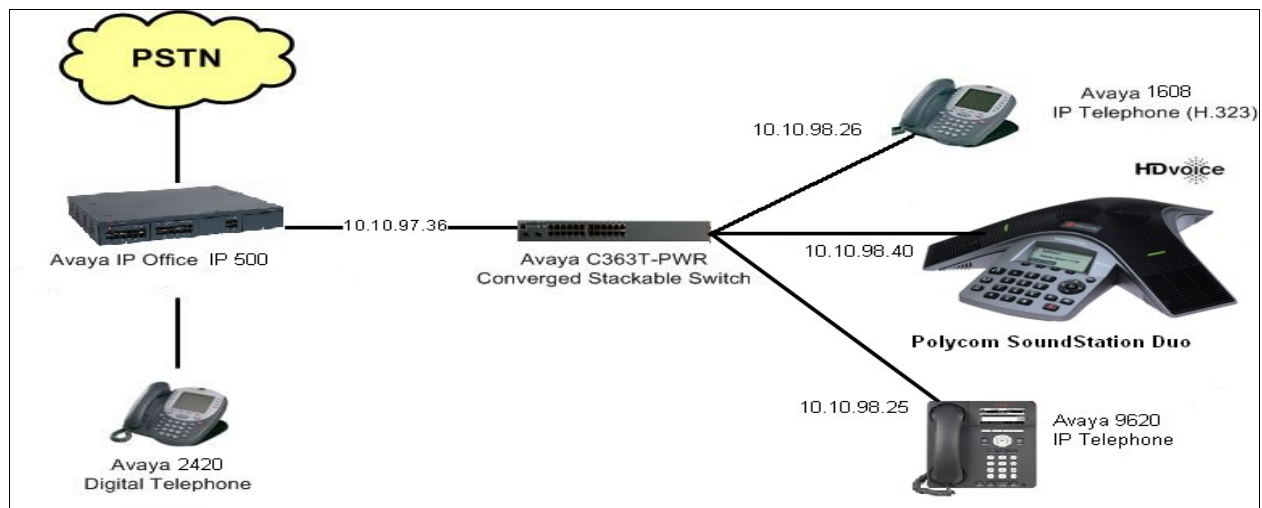 PSTN
Avaya 1608
IP Telephone (H.323)
10.10.98.26
HDvoice
10.10.97.36
10.10.98.40
Avaya IP Office IP 500
Avaya C363T-PWR
Converged Stackable Switch
Polycom SoundStation Duo
10.10.98.25
Avaya 9620
IP Telephone
Avaya 2420
Digital Telephone